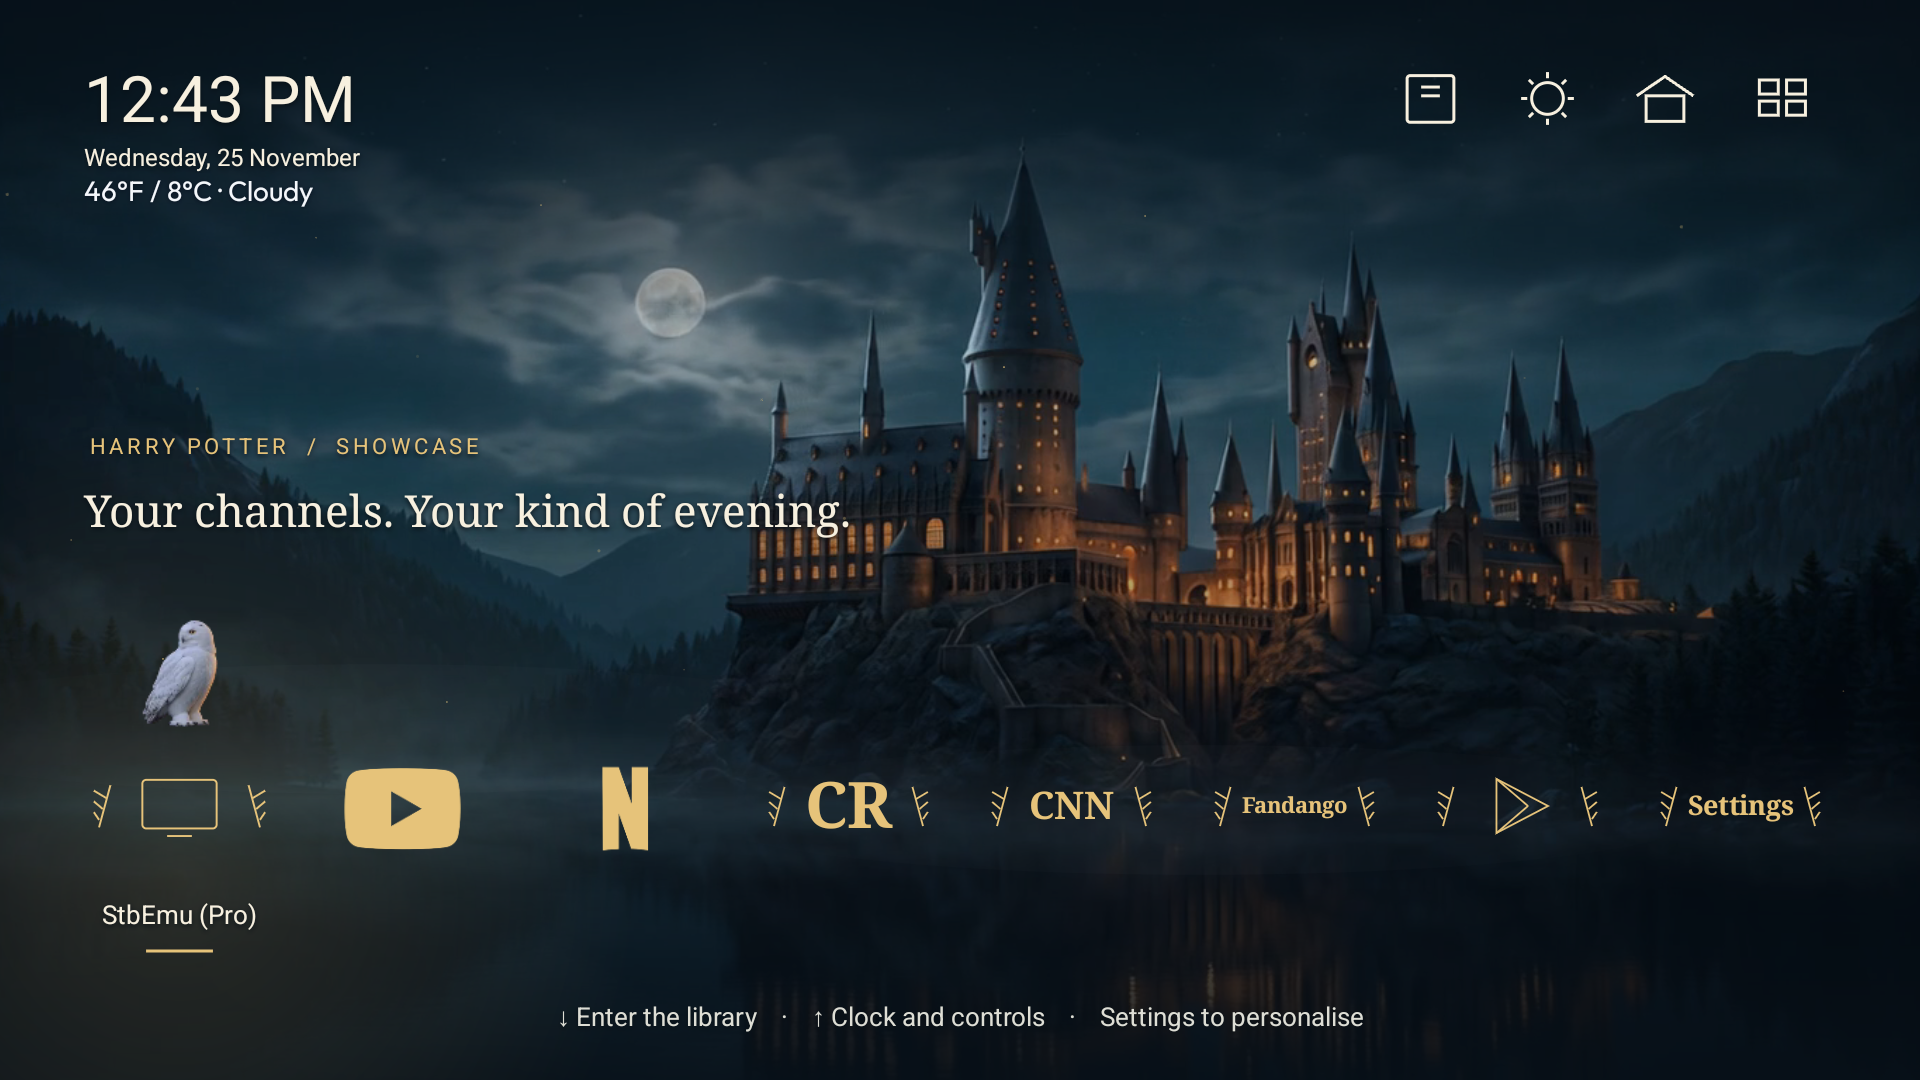 12:43 PM
Wednesday, 25 November
46°F / 8°C · Cloudy
HARRY POTTER / SHOWCASE
Your channels. Your kind of evening.
N
CR
CNN
Fandango
Settings
StbEmu (Pro)
↓ Enter the library · ↑ Clock and controls · Settings to personalise